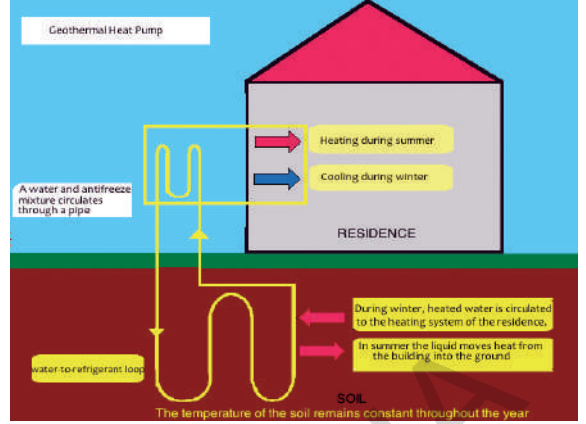 Geothermal Heat Pump
Heating during summer
Cooling during winter
A water and antifreeze
mixture circulates
through a pipe
RESIDENCE
During winter, heated water is circulated
to the heating system of the residence.
In summer the liquid moves heat from
the building into the ground
water-to-refrigerant loop
SOIL
The temperature of the soil remains constant throughout the year